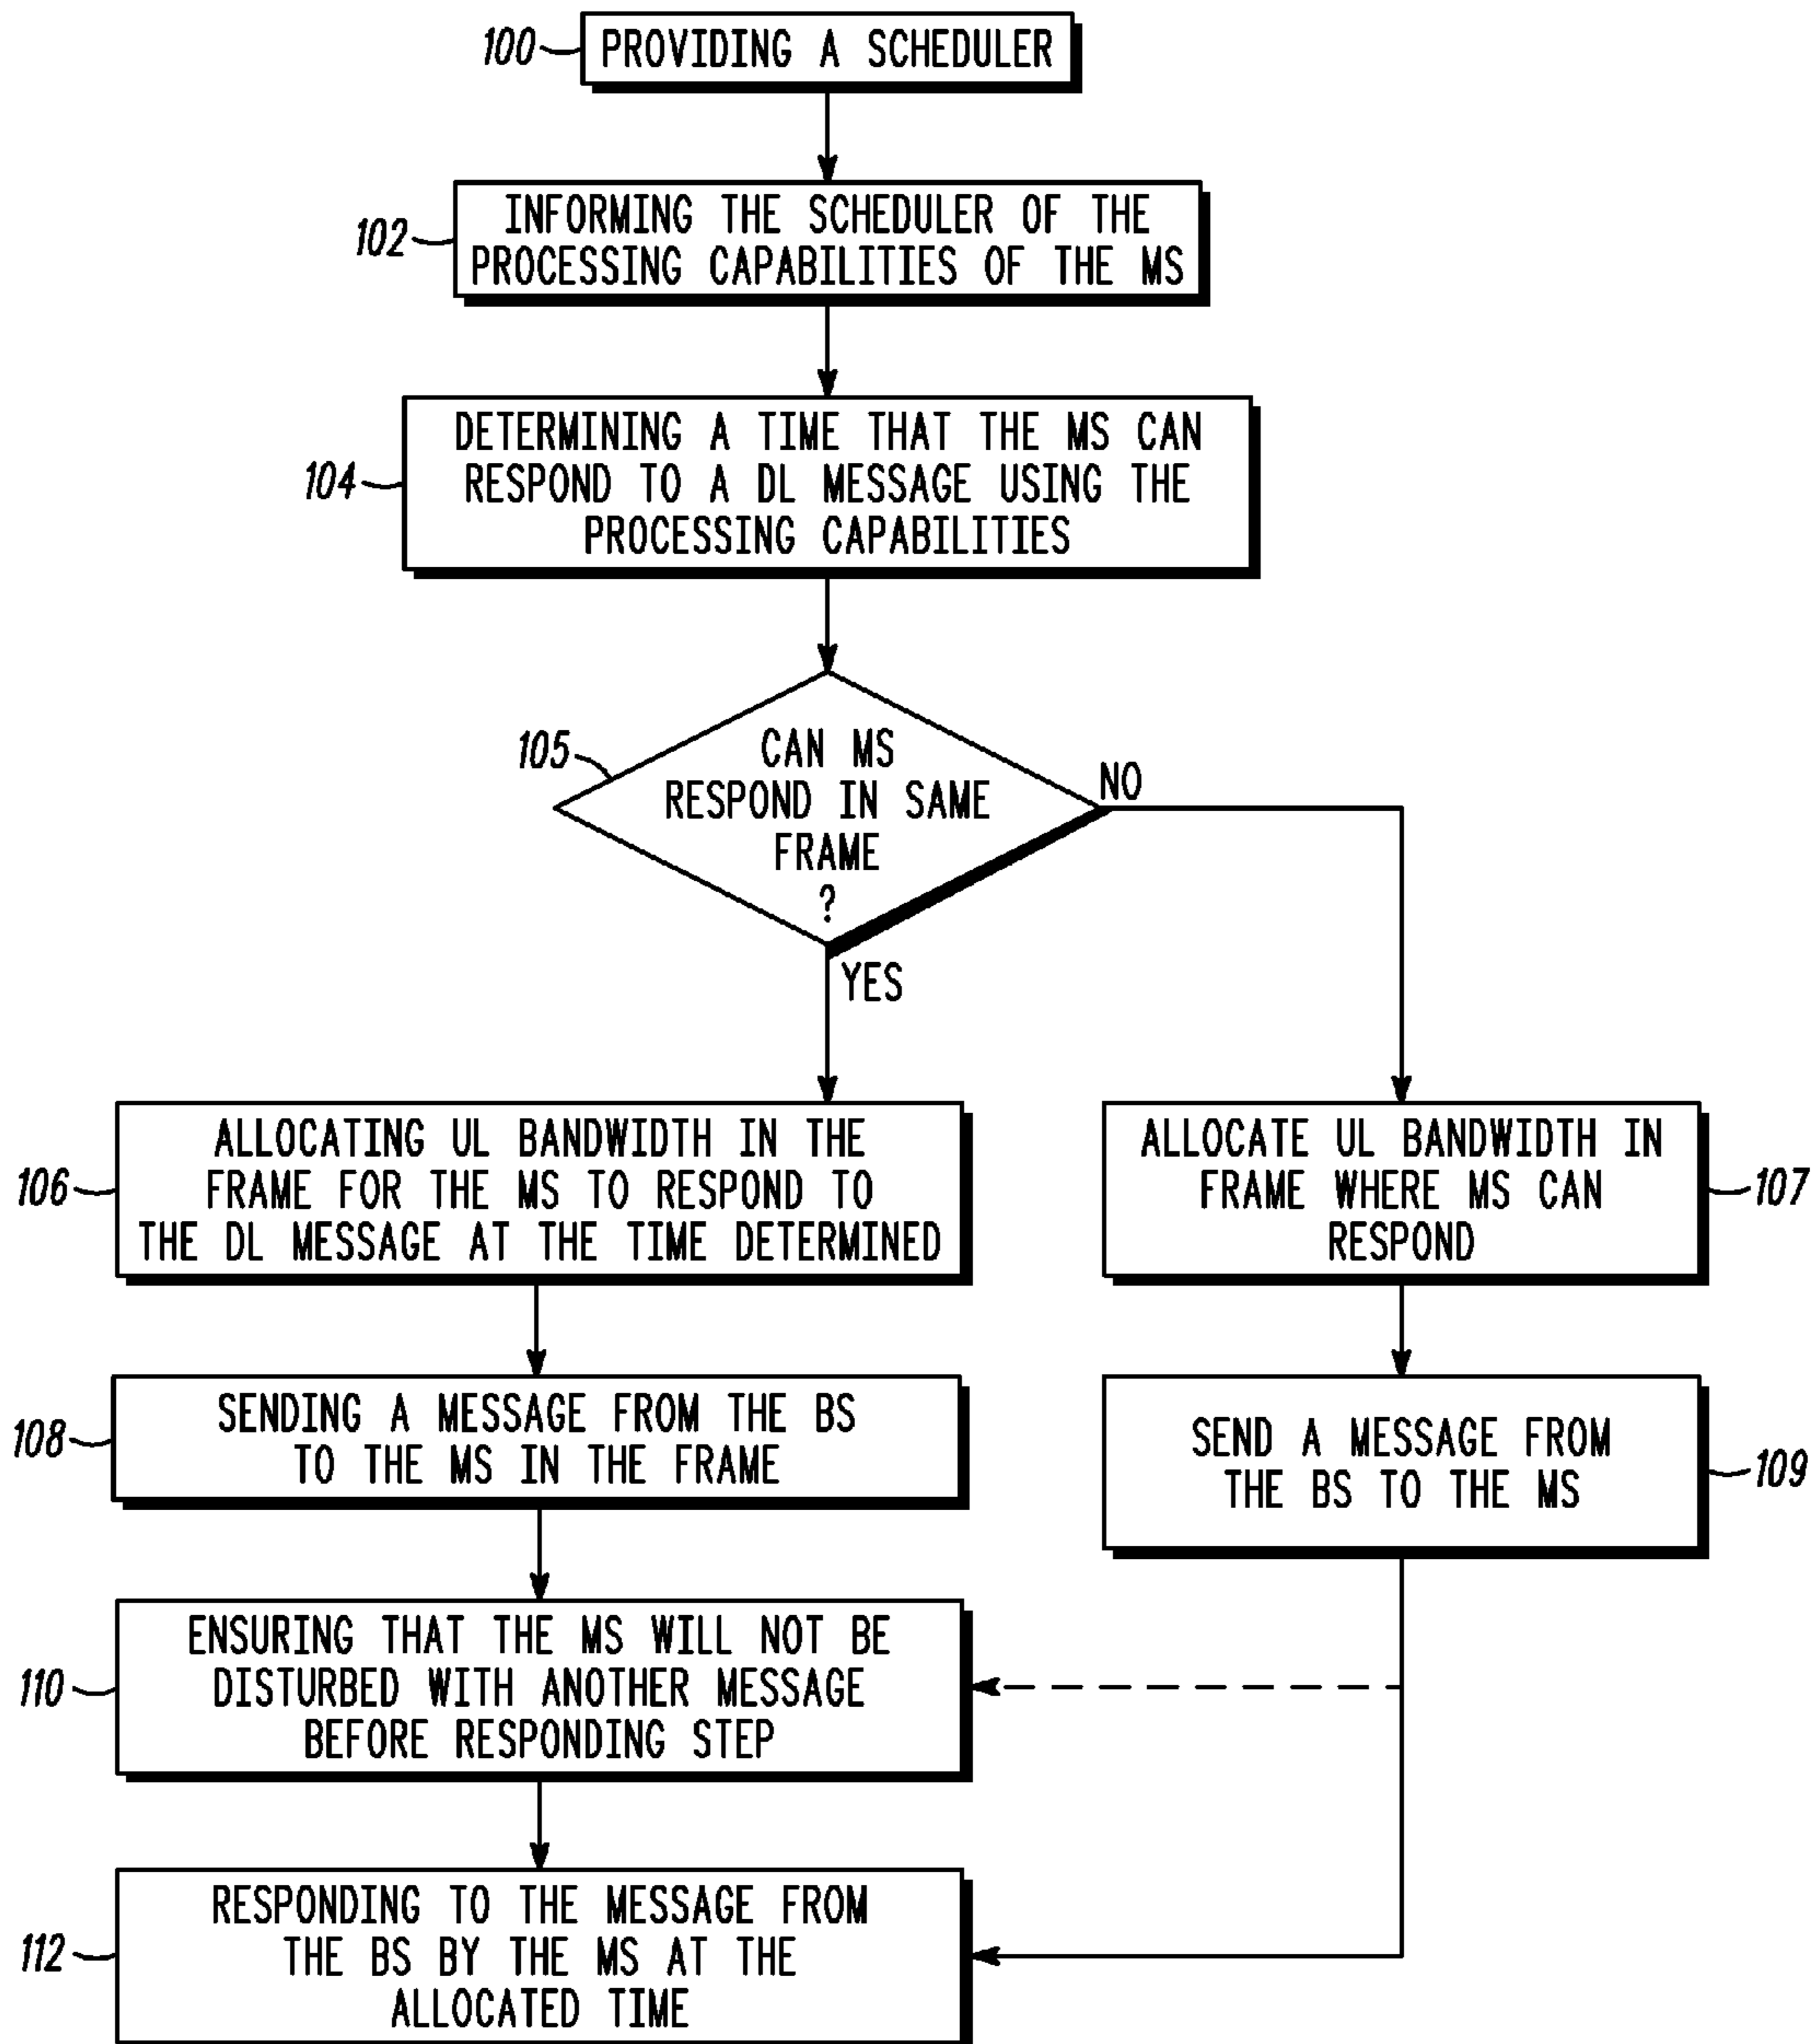 100
PROVIDING A SCHEDULER
102
INFORMING THE SCHEDULER OF THE
PROCESSING CAPABILITIES OF THE MS
104
DETERMINING A TIME THAT THE MS CAN
RESPOND TO A DL MESSAGE USING THE
PROCESSING CAPABILITIES
105
CAN MS
RESPOND IN SAME
FRAME
?
NO
YES
106
ALLOCATING UL BANDWIDTH IN THE
FRAME FOR THE MS TO RESPOND TO
THE DL MESSAGE AT THE TIME DETERMINED
ALLOCATE UL BANDWIDTH IN
FRAME WHERE MS CAN
RESPOND
107
108
SENDING A MESSAGE FROM THE BS
TO THE MS IN THE FRAME
SEND A MESSAGE FROM
THE BS TO THE MS
109
110
ENSURING THAT THE MS WILL NOT BE
DISTURBED WITH ANOTHER MESSAGE
BEFORE RESPONDING STEP
112
RESPONDING TO THE MESSAGE FROM
THE BS BY THE MS AT THE
ALLOCATED TIME